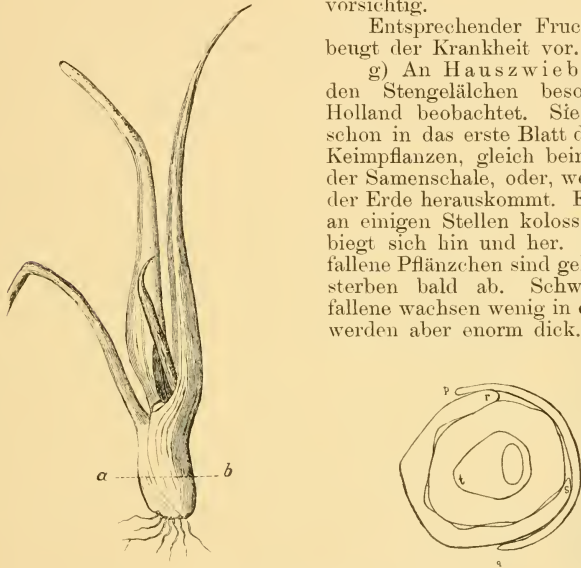 vorsichtig.
Entsprechender Fruc
beugt der Krankheit vor.
g) An Hauszwieb
den Stengelälchen beso
Holland beobachtet. Sie
schon in das erste Blatt d
Keimpflanzen, gleich beim
der Samenschale, oder, we
der Erde herauskommt. E
an einigen Stellen koloss
biegt sich hin und her.
fallene Pflänzchen sind ge
sterben bald ab. Schw
fallene wachsen wenig in d
werden aber enorm dick.
p
r
a
b
t
s
q